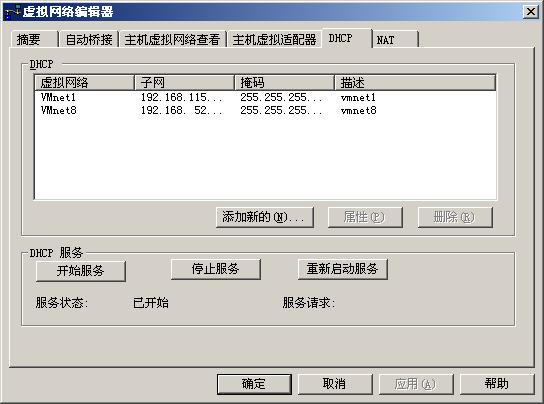 虚拟网络编辑器
摘要 自动桥接 主机虚拟网络查看 主机虚拟适配器 DHCP NAT
DHCP
虚拟网络 子网 掩码 描述
VMnet1 192.168.115... 255.255.255... vmnet1
VMnet8 192.168. 52... 255.255.255... vmnet8
添加新的(N)... 属性(P) 删除(R)
DHCP 服务
开始服务 停止服务 重新启动服务
服务状态: 已开始 服务请求:
确定 取消 应用(A) 帮助